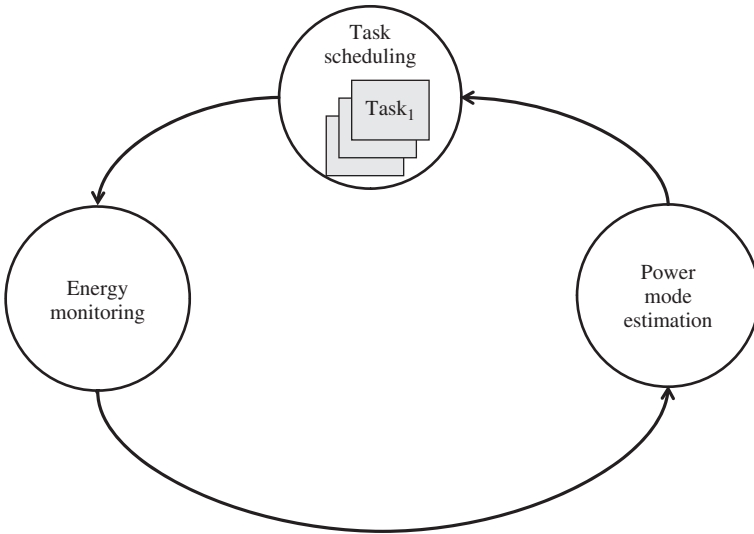 Task
scheduling
Task₁
Energy
monitoring
Power
mode
estimation